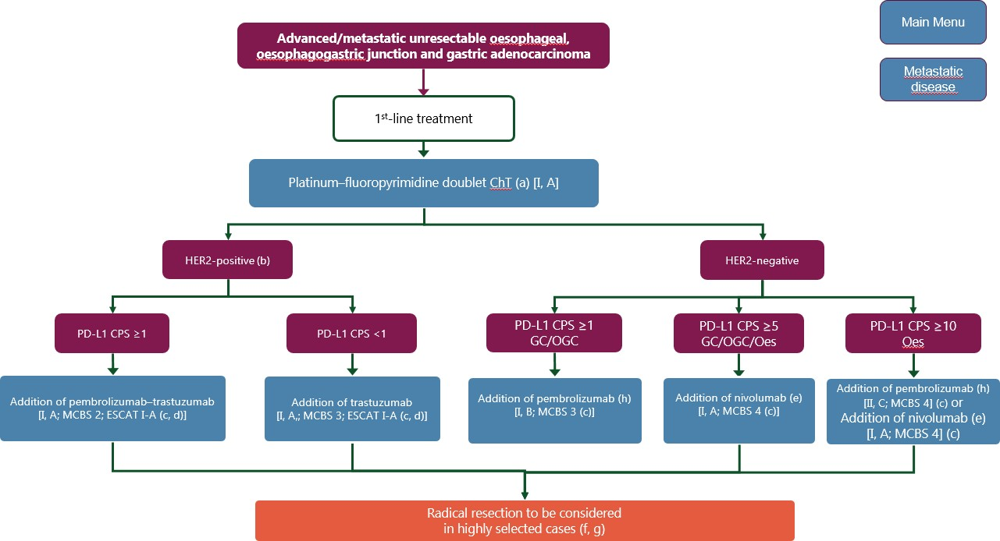 Main Menu
Metastatic
disease
Advanced/metastatic unresectable oesophageal,
oesophagogastric junction and gastric adenocarcinoma
1st-line treatment
Platinum–fluoropyrimidine doublet ChT (a) [I, A]
HER2-positive (b)
HER2-negative
PD-L1 CPS ≥1
PD-L1 CPS <1
PD-L1 CPS ≥1
GC/OGC
PD-L1 CPS ≥5
GC/OGC/Oes
PD-L1 CPS ≥10
Oes
Addition of pembrolizumab–trastuzumab
[I, A; MCBS 2; ESCAT I-A (c, d)]
Addition of trastuzumab
[I, A,; MCBS 3; ESCAT I-A (c, d)]
Addition of pembrolizumab (h)
[I, B; MCBS 3 (c)]
Addition of nivolumab (e)
[I, A; MCBS 4 (c)]
Addition of pembrolizumab (h)
[II, C; MCBS 4] (c) or
Addition of nivolumab (e)
[I, A; MCBS 4] (c)
Radical resection to be considered
in highly selected cases (f, g)